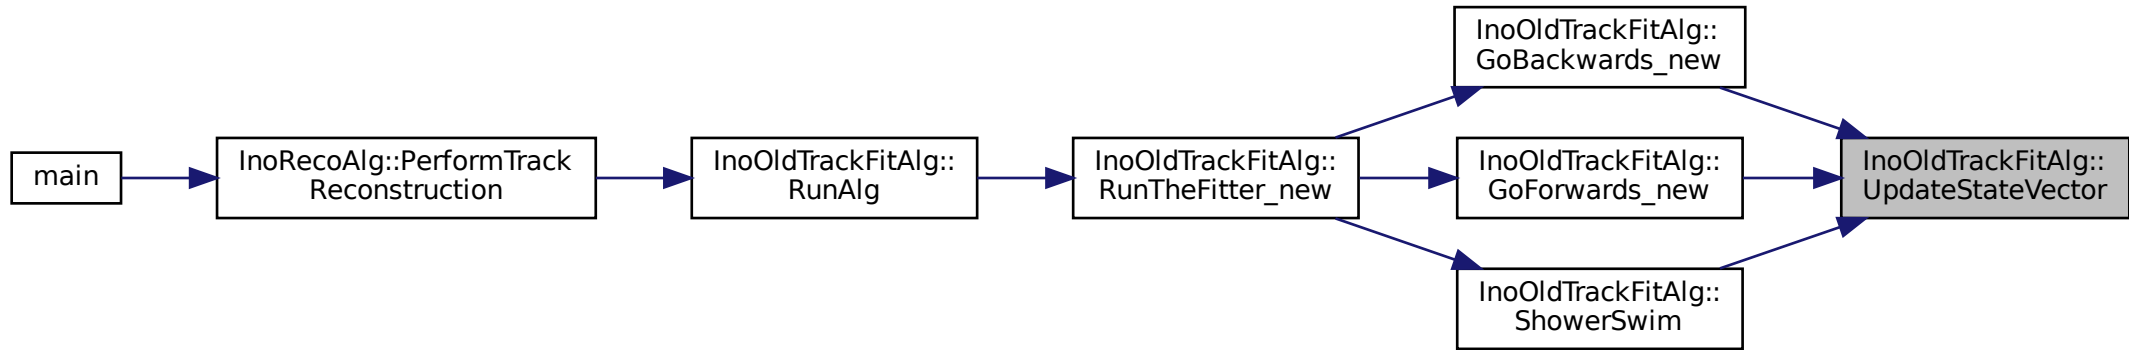 main
InoRecoAlg::PerformTrack
Reconstruction
InoOldTrackFitAlg::
RunAlg
InoOldTrackFitAlg::
RunTheFitter_new
InoOldTrackFitAlg::
GoBackwards_new
InoOldTrackFitAlg::
GoForwards_new
InoOldTrackFitAlg::
ShowerSwim
InoOldTrackFitAlg::
UpdateStateVector